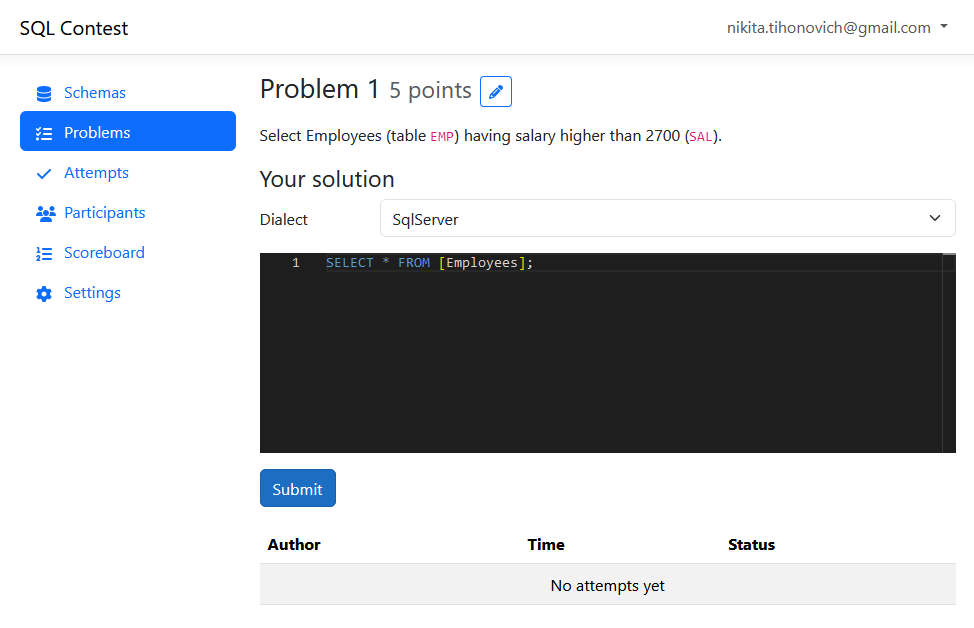 SQL Contest
nikita.tihonovich@gmail.com
Schemas
Problems
Attempts
Participants
Scoreboard
Settings
Problem 1 5 points
Select Employees (table EMP) having salary higher than 2700 (SAL).
Your solution
Dialect SqlServer
1 SELECT * FROM [Employees];
Submit
Author Time Status
No attempts yet